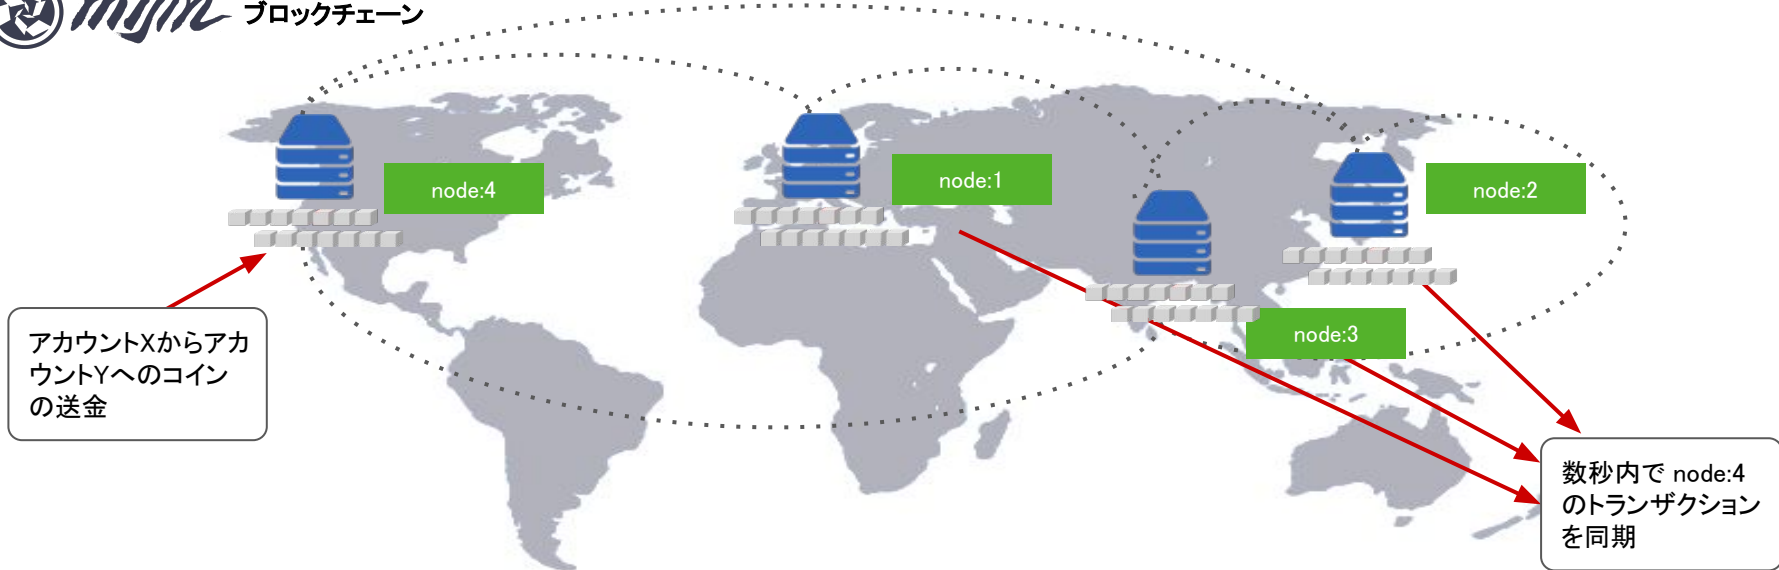 mijin ブロックチェーン
node:4
node:1
node:2
node:3
アカウントXからアカ
ウントYへのコイン
の送金
数秒内で node:4
のトランザクション
を同期